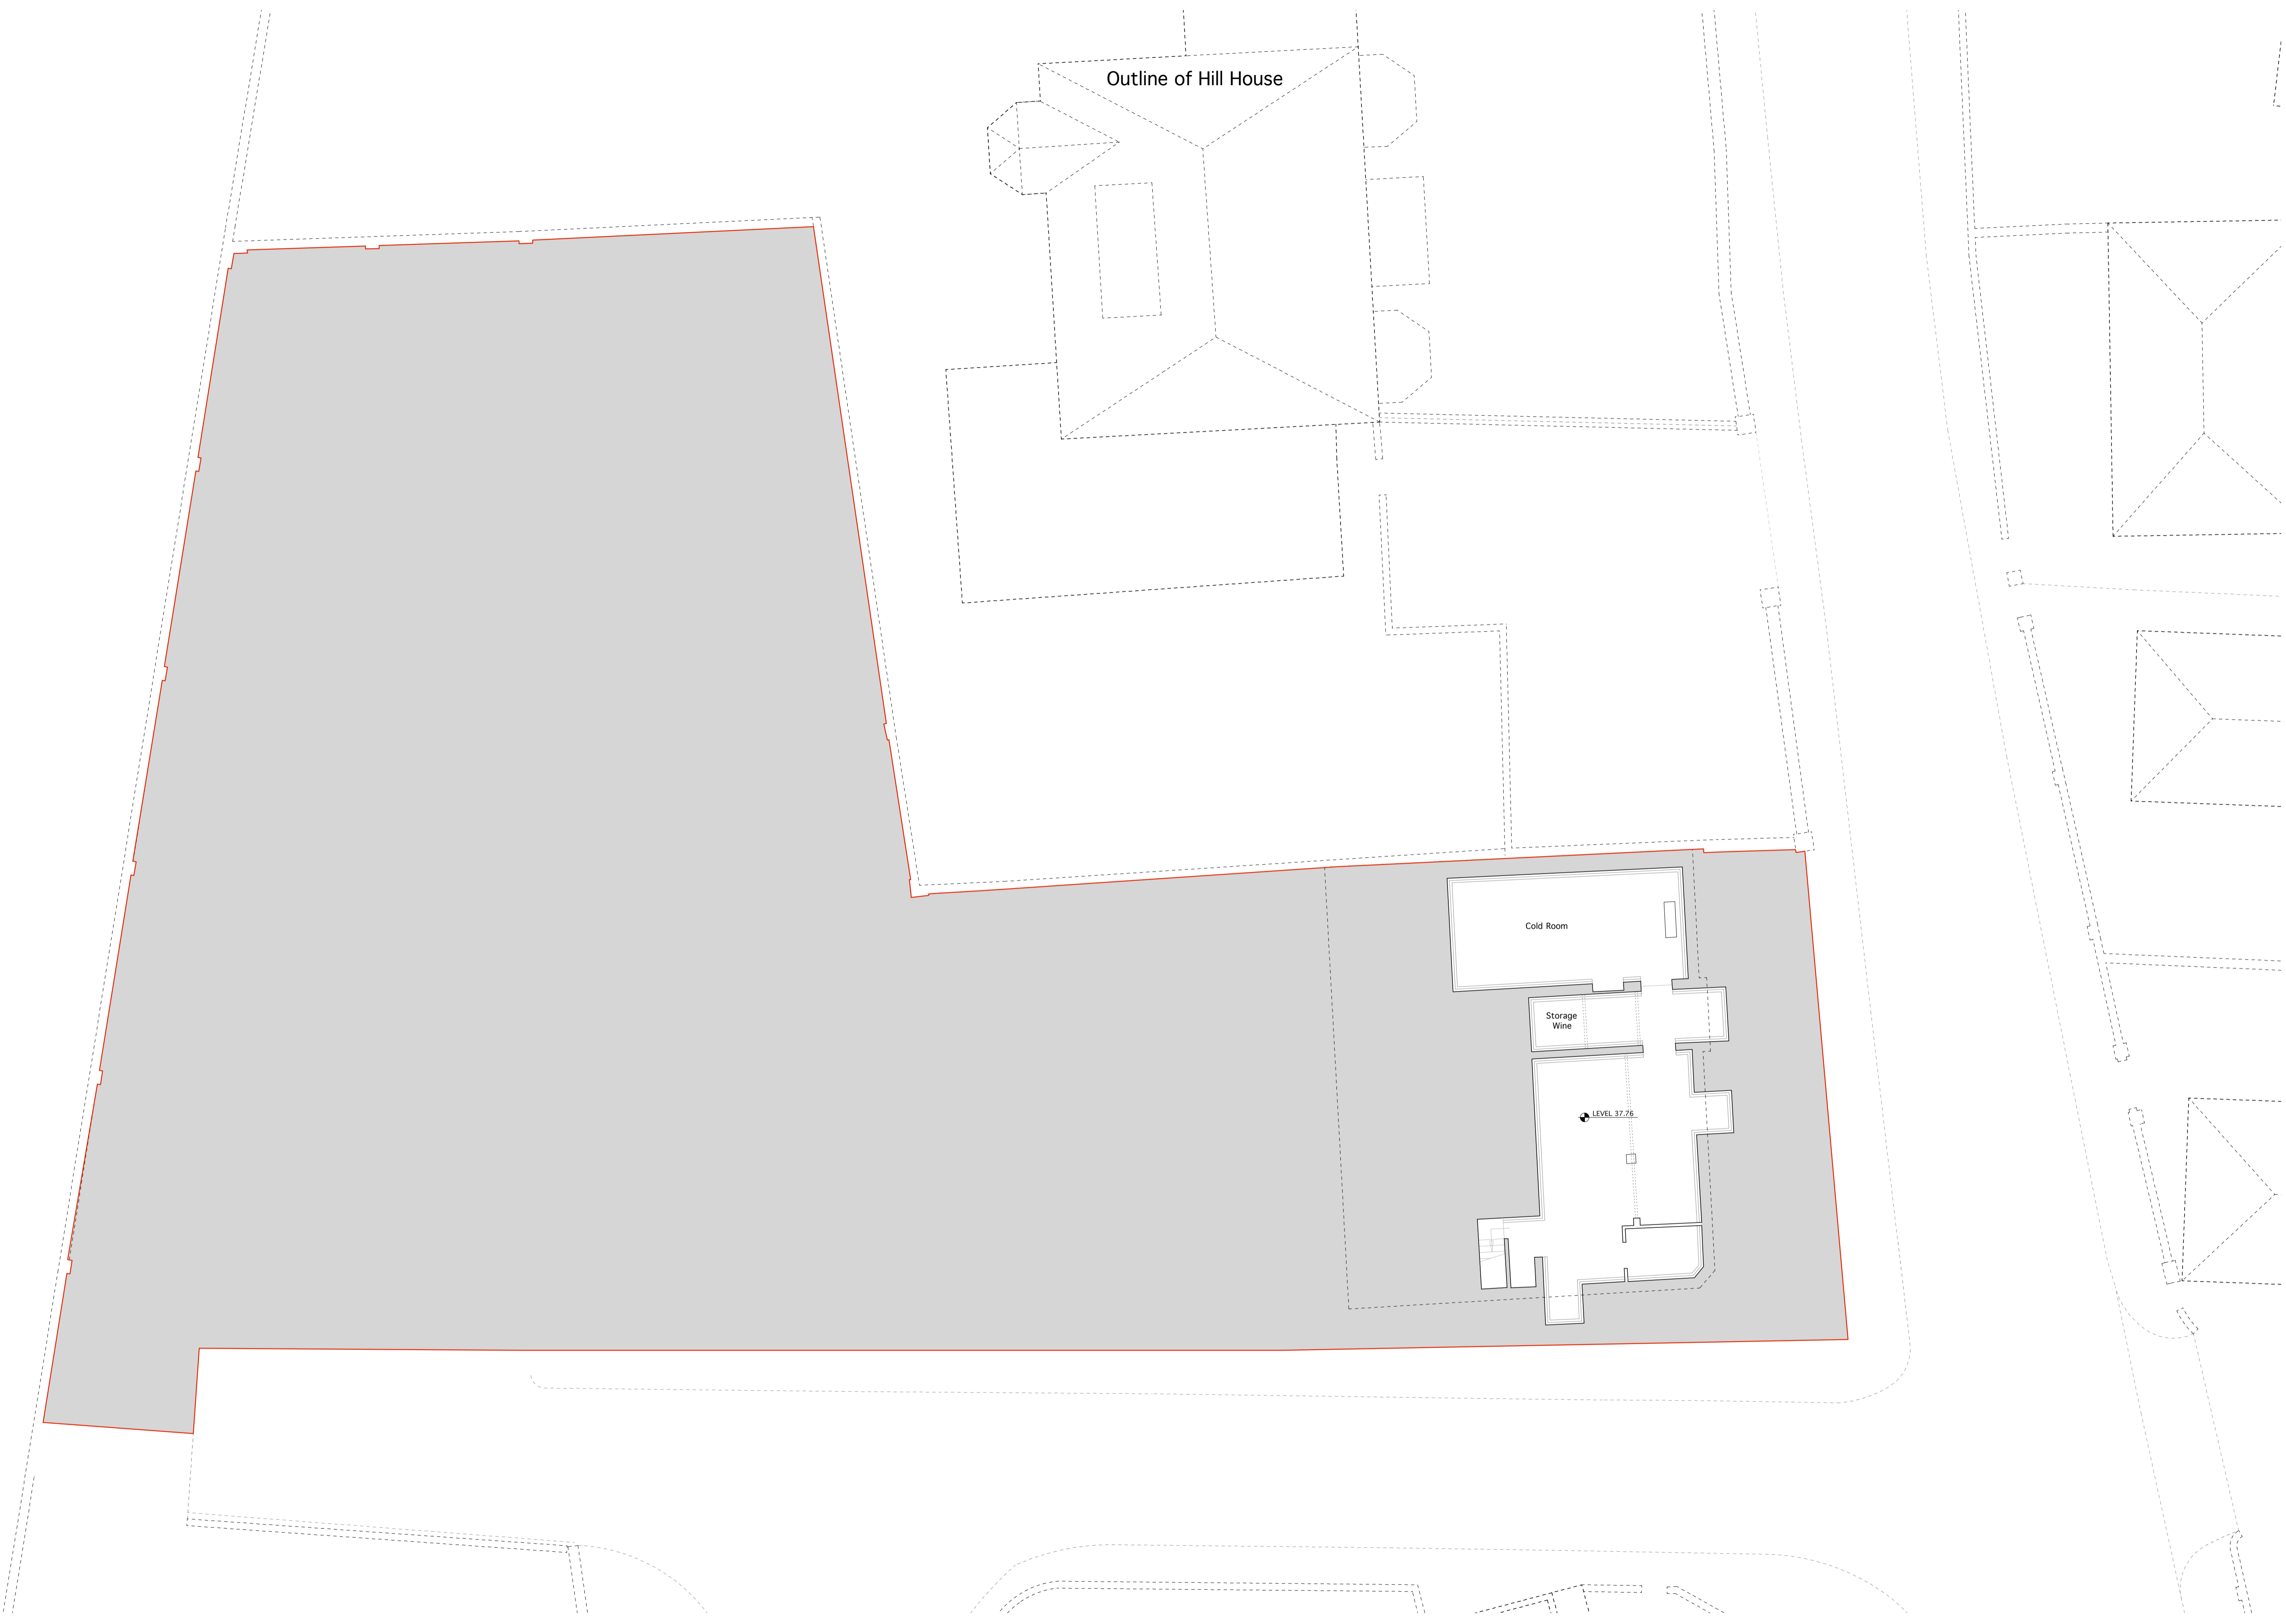 Outline of Hill House
Cold Room
Storage
Wine
LEVEL 37.76